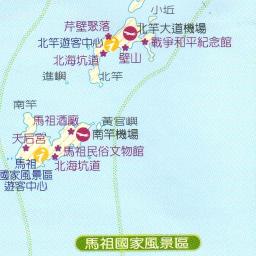 小坵
芹壁聚落
北竿大道機場
北竿遊客中心
戰爭和平紀念館
壁山
北海坑道
進嶼
北竿
南竿
馬祖酒廠
黃官嶼
南竿機場
天后宮
馬祖民俗文物館
馬祖
國家風景區
遊客中心
北海坑道
馬祖國家風景區